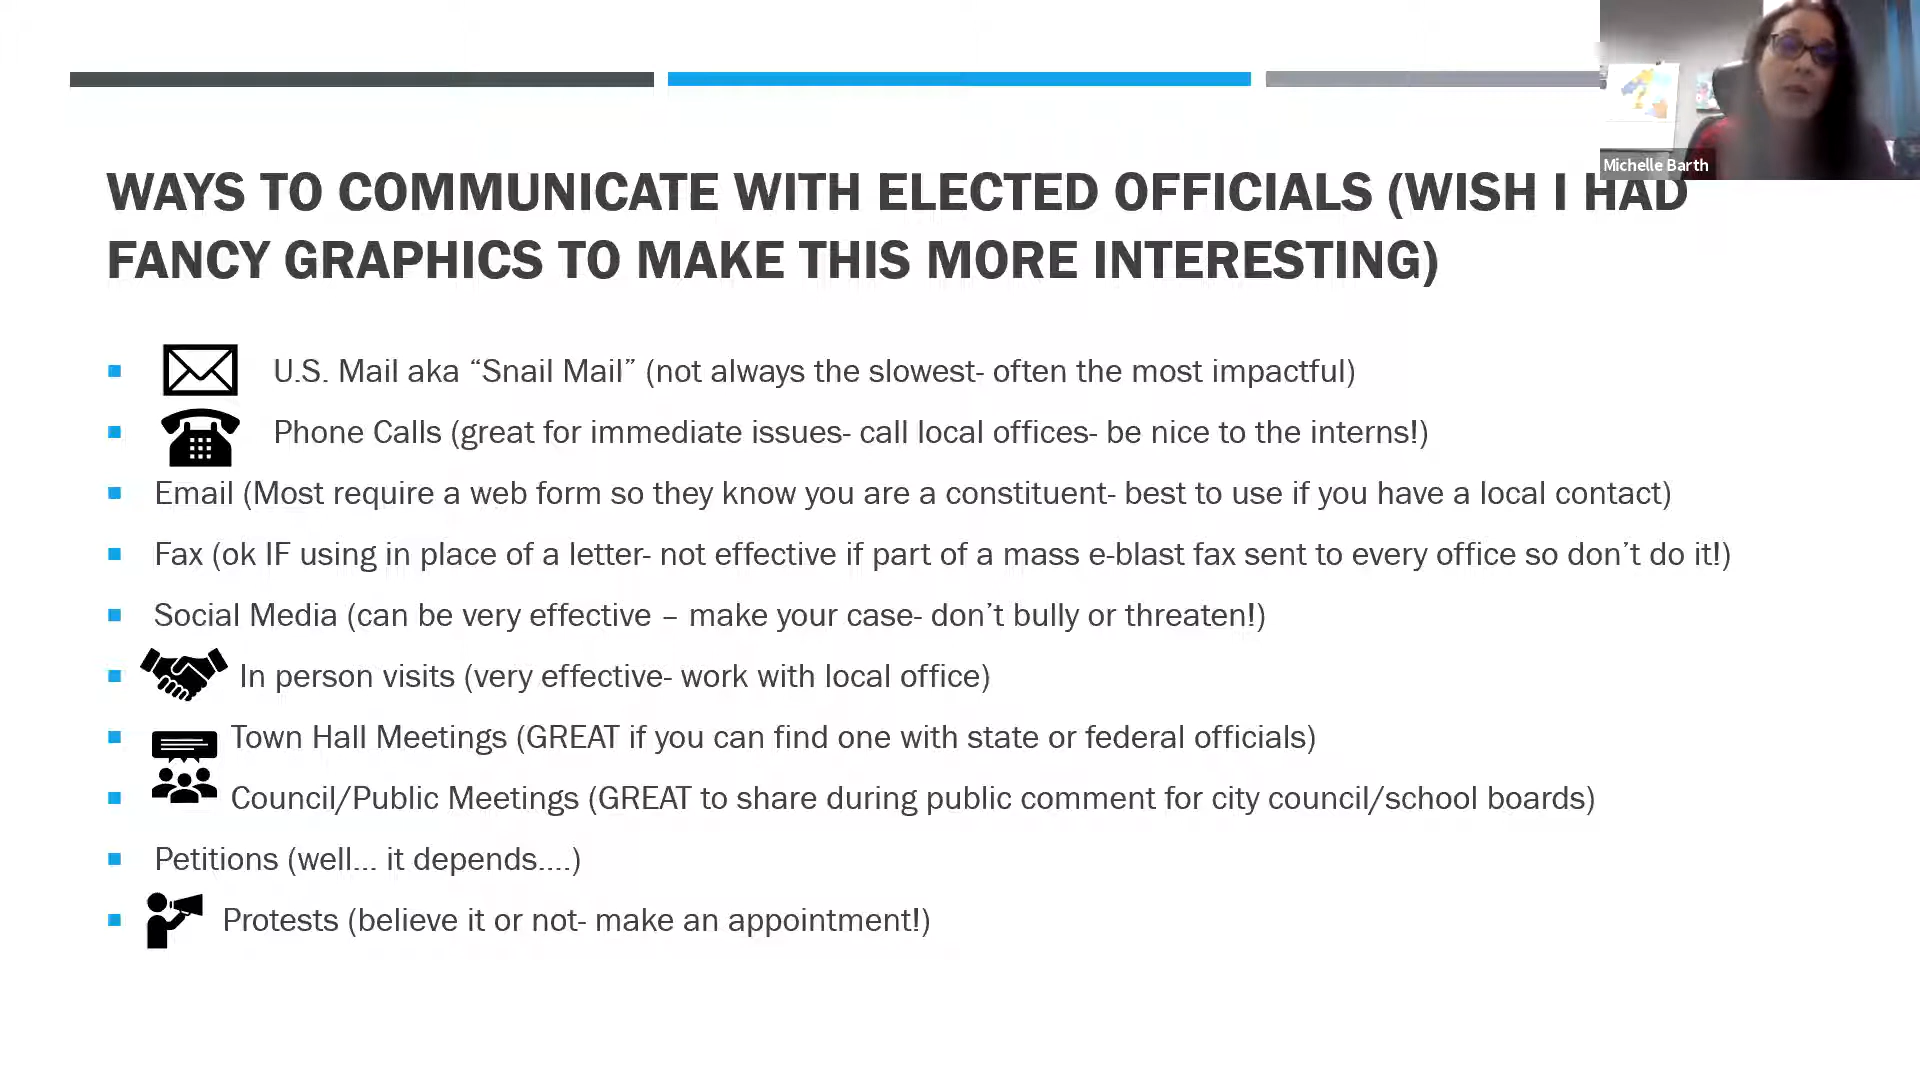 Michelle Barth
WAYS TO COMMUNICATE WITH ELECTED OFFICIALS (WISH I HAD
FANCY GRAPHICS TO MAKE THIS MORE INTERESTING)
U.S. Mail aka “Snail Mail” (not always the slowest- often the most impactful)
Phone Calls (great for immediate issues- call local offices- be nice to the interns!)
Email (Most require a web form so they know you are a constituent- best to use if you have a local contact)
Fax (ok IF using in place of a letter- not effective if part of a mass e-blast fax sent to every office so don’t do it!)
Social Media (can be very effective – make your case- don’t bully or threaten!)
In person visits (very effective- work with local office)
Town Hall Meetings (GREAT if you can find one with state or federal officials)
Council/Public Meetings (GREAT to share during public comment for city council/school boards)
Petitions (well... it depends....)
Protests (believe it or not- make an appointment!)